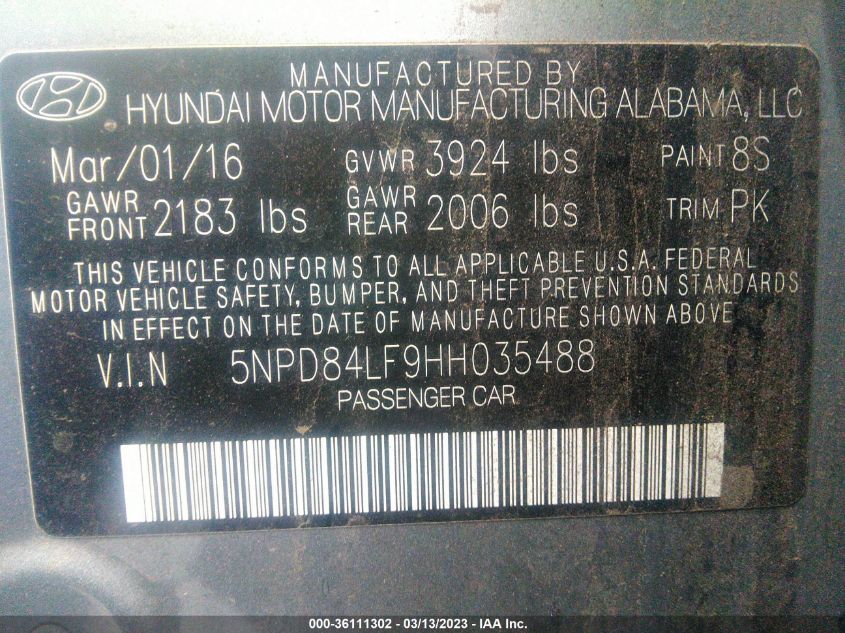 MANUFACTURED BY
HYUNDAI MOTOR MANUFACTURING ALABAMA, LLC
Mar/01/16 GVWR 3924 lbs PAINT 8S
GAWR FRONT 2183 lbs GAWR REAR 2006 lbs TRIM PK
THIS VEHICLE CONFORMS TO ALL APPLICABLE U.S.A. FEDERAL
MOTOR VEHICLE SAFETY, BUMPER, AND THEFT PREVENTION STANDARDS
IN EFFECT ON THE DATE OF MANUFACTURE SHOWN ABOVE
V.I.N 5NPD84LF9HH035488
PASSENGER CAR
000-36111302 - 03/13/2023 - IAA Inc.